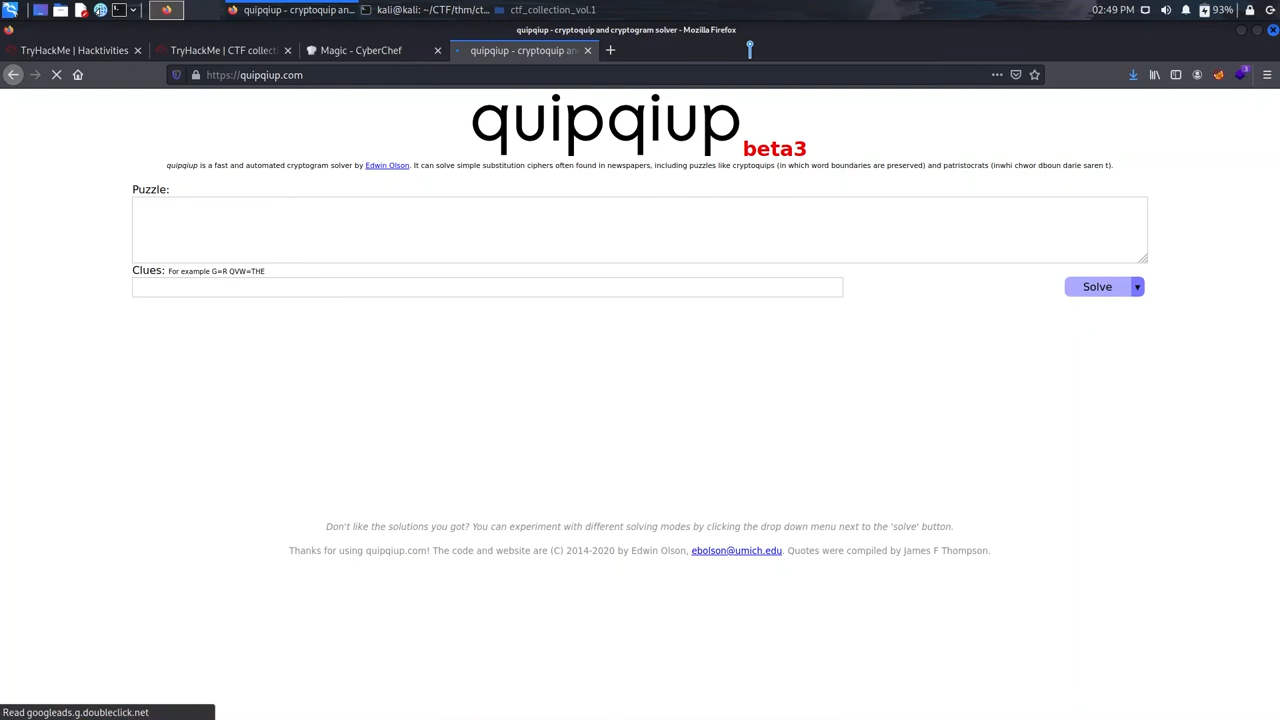 quipqiup - cryptoquip an...
kali@kali: ~/CTF/thm/ct...
ctf_collection_vol.1
02:49 PM
93%
quipqiup - cryptoquip and cryptogram solver - Mozilla Firefox
TryHackMe | Hacktivities
TryHackMe | CTF collecti
Magic - CyberChef
quipqiup - cryptoquip an
https://quipqiup.com
3
quipqiup beta3
quipqiup is a fast and automated cryptogram solver by Edwin Olson. It can solve simple substitution ciphers often found in newspapers, including puzzles like cryptoquips (in which word boundaries are preserved) and patristocrats (inwhi chwor dboun darie saren t).
Puzzle:
Clues: For example G=R QVW=THE
Solve
Don't like the solutions you got? You can experiment with different solving modes by clicking the drop down menu next to the 'solve' button.
Thanks for using quipqiup.com! The code and website are (C) 2014-2020 by Edwin Olson, ebolson@umich.edu. Quotes were compiled by James F Thompson.
Read googleads.g.doubleclick.net